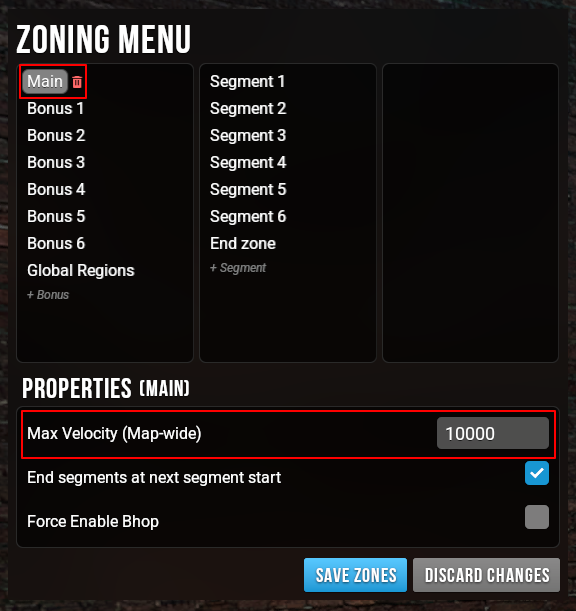 ZONING MENU
Main
Bonus 1
Bonus 2
Bonus 3
Bonus 4
Bonus 5
Bonus 6
Global Regions
+ Bonus
Segment 1
Segment 2
Segment 3
Segment 4
Segment 5
Segment 6
End zone
+ Segment
PROPERTIES (MAIN)
Max Velocity (Map-wide) 10000
End segments at next segment start
Force Enable Bhop
SAVE ZONES DISCARD CHANGES